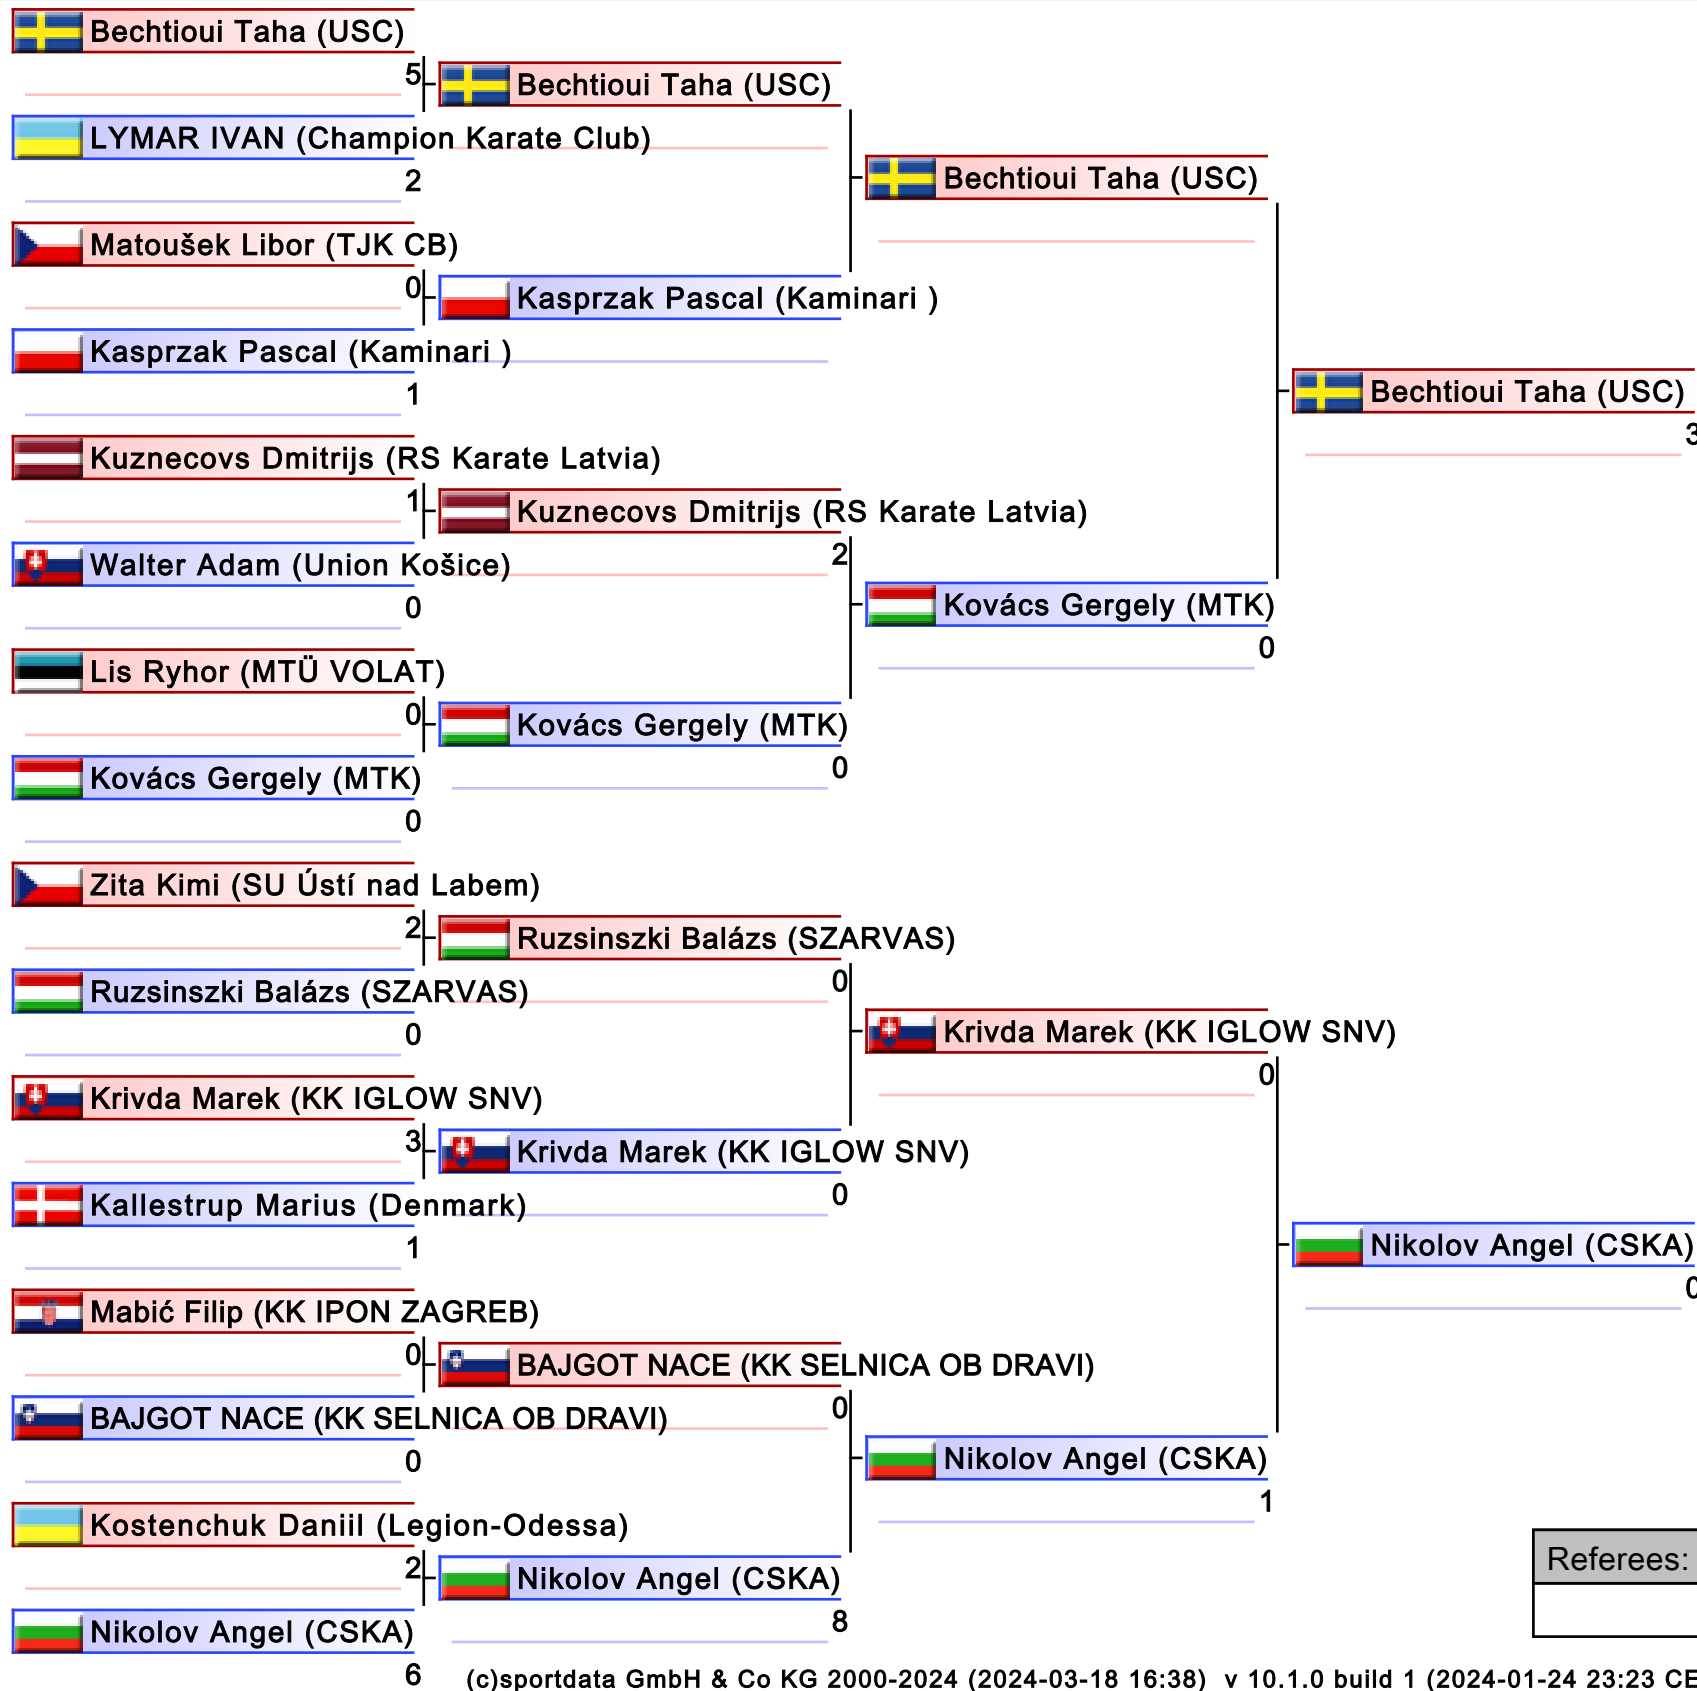 Bechtioui Taha (USC)
5
LYMAR IVAN (Champion Karate Club)
2
Matoušek Libor (TJK CB)
0
Kasprzak Pascal (Kaminari )
1
Kuznecovs Dmitrijs (RS Karate Latvia)
1
Walter Adam (Union Košice)
0
Lis Ryhor (MTÜ VOLAT)
0
Kovács Gergely (MTK)
0
Zita Kimi (SU Ústí nad Labem)
2
Ruzsinszki Balázs (SZARVAS)
0
Krivda Marek (KK IGLOW SNV)
3
Kallestrup Marius (Denmark)
1
Mabić Filip (KK IPON ZAGREB)
0
BAJGOT NACE (KK SELNICA OB DRAVI)
0
Kostenchuk Daniil (Legion-Odessa)
2
Nikolov Angel (CSKA)
6
Bechtioui Taha (USC)
Kasprzak Pascal (Kaminari )
Kuznecovs Dmitrijs (RS Karate Latvia)
2
Kovács Gergely (MTK)
0
Ruzsinszki Balázs (SZARVAS)
0
Krivda Marek (KK IGLOW SNV)
0
BAJGOT NACE (KK SELNICA OB DRAVI)
0
Nikolov Angel (CSKA)
8
Bechtioui Taha (USC)
Kovács Gergely (MTK)
0
Krivda Marek (KK IGLOW SNV)
0
Nikolov Angel (CSKA)
1
Bechtioui Taha (USC)
3
Nikolov Angel (CSKA)
0
Referees:
(c)sportdata GmbH & Co KG 2000-2024 (2024-03-18 16:38) v 10.1.0 build 1 (2024-01-24 23:23 CE